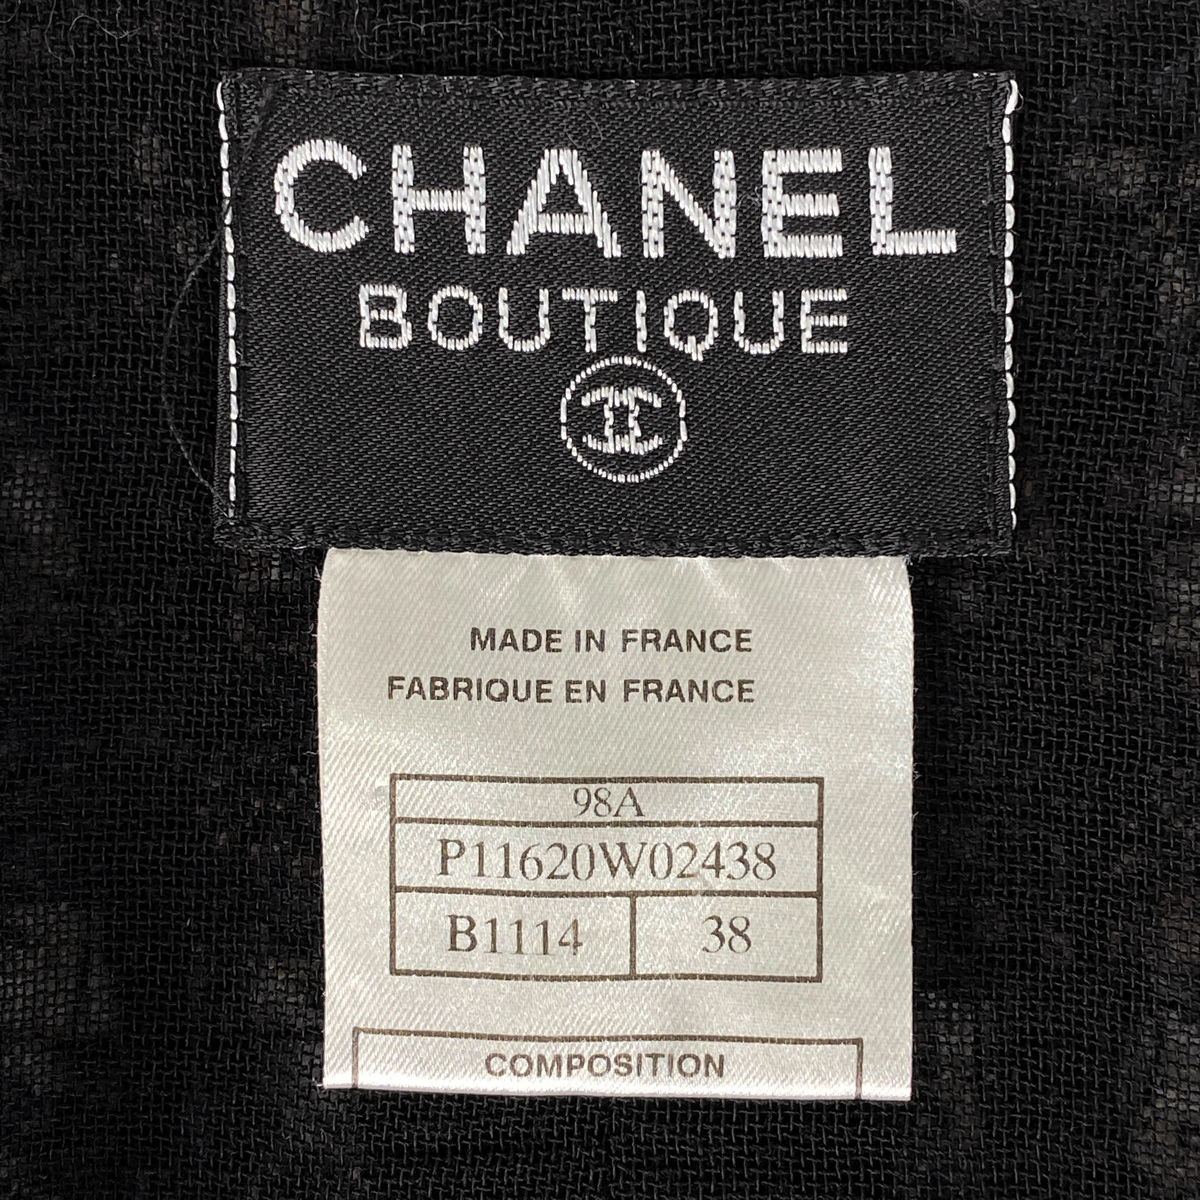 CHANEL
BOUTIQUE
MADE IN FRANCE
FABRIQUE EN FRANCE
98A
P11620W02438
B1114 38
COMPOSITION